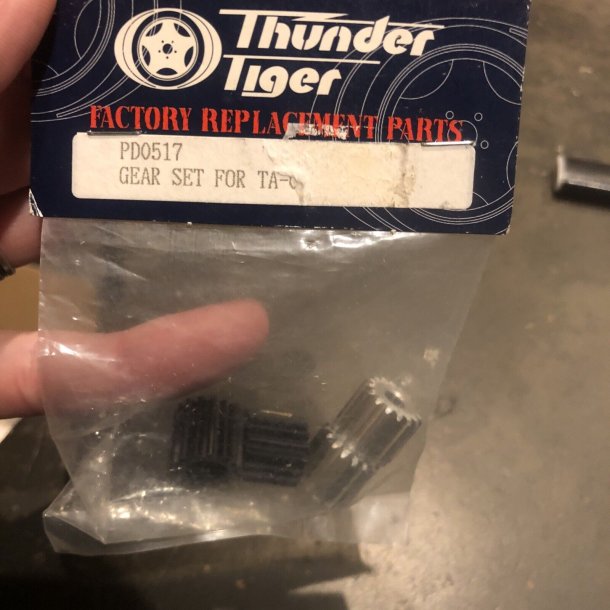 Thunder
Tiger
FACTORY REPLACEMENT PARTS
PD0517
GEAR SET FOR